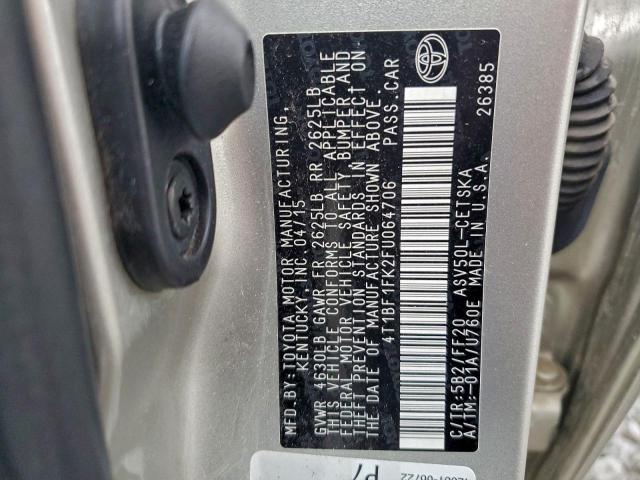 MFD.BY:TOYOTA MOTOR MANUFACTURING,
KENTUCKY,INC.04/15
GVWR 4630LB GAWR FR 2625LB RR 2625LB
THIS VEHICLE CONFORMS TO ALL APPLICABLE
FEDERAL MOTOR VEHICLE SAFETY BUMPER,AND
THEFT PREVENTION STANDARDS IN EFFECT ON
THE DATE OF MANUFACTURE SHOWN ABOVE.
4T1BF1FK2FU064706 PASS.CAR
C/TR:5B2/FF20 ASV50L-CETSKA
A/TM:-01A/U760E MADE IN U.S.A.
26385
P7